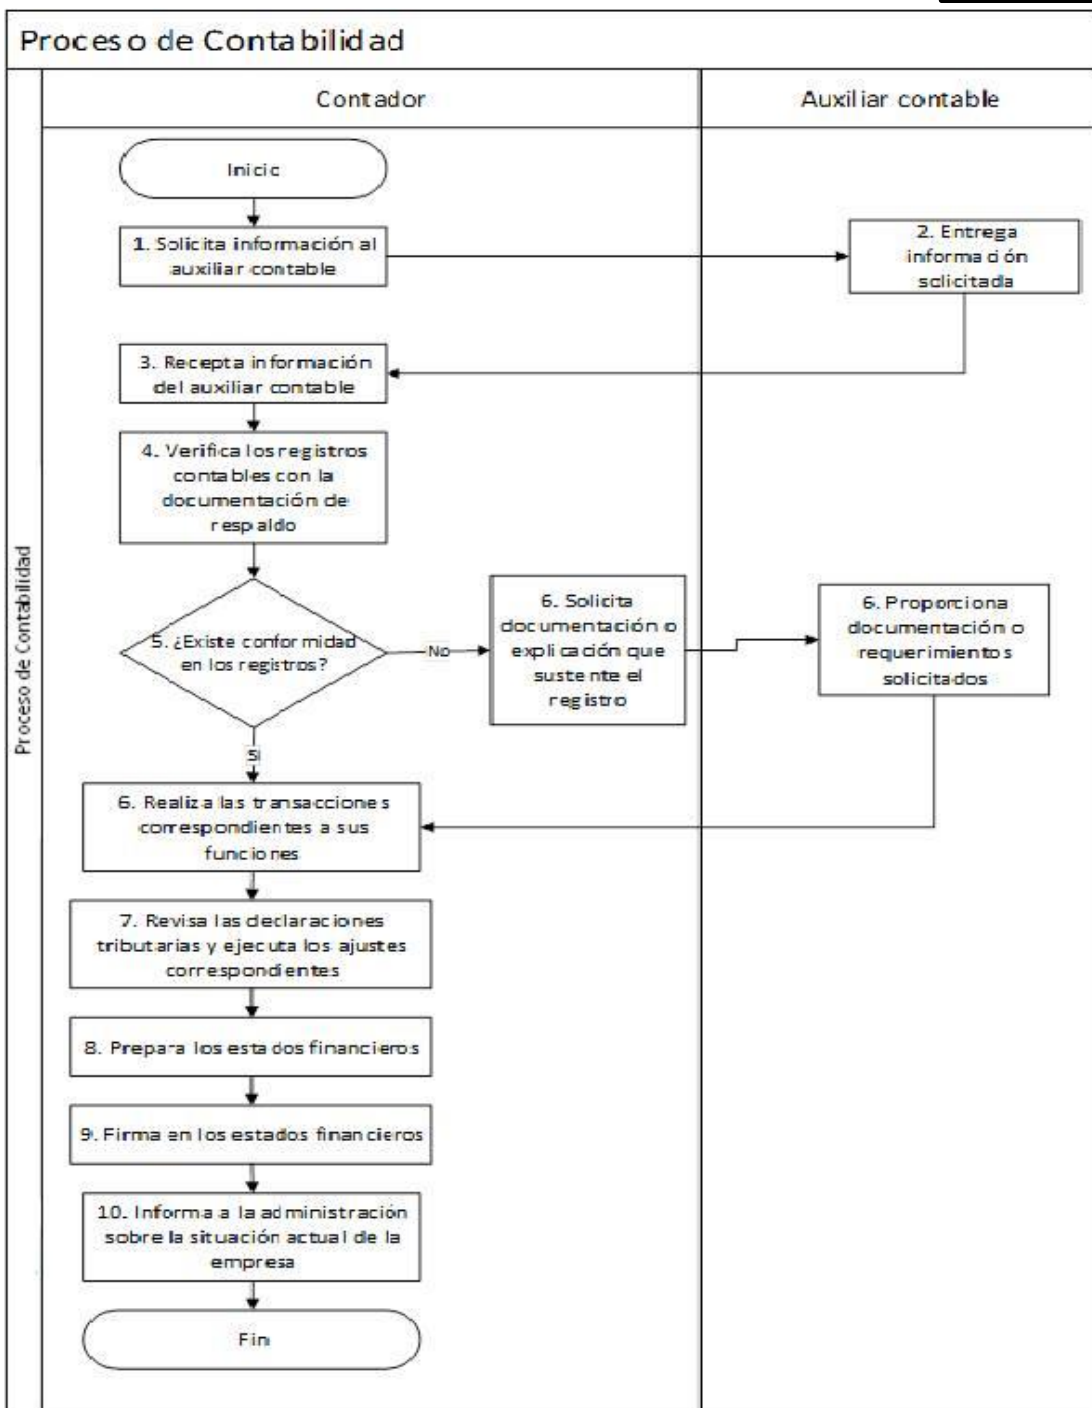 Proceso de Contabilidad
Contador
Auxiliar contable
Proceso de Contabilidad
Inicio
1. Solicita información al
auxiliar contable
2. Entrega
información
solicitada
3. Recepta información
del auxiliar contable
4. Verifica los registros
contables con la
documentación de
respaldo
5. ¿Existe conformidad
en los registros?
No
6. Solicita
documentación o
explicación que
sustente el
registro
6. Proporciona
documentación o
requerimientos
solicitados
Si
6. Realiza las transacciones
correspondientes a sus
funciones
7. Revisa las declaraciones
tributarias y ejecuta los ajustes
correspondientes
8. Prepara los estados financieros
9. Firma en los estados financieros
10. Informa a la administración
sobre la situación actual de la
empresa
Fin